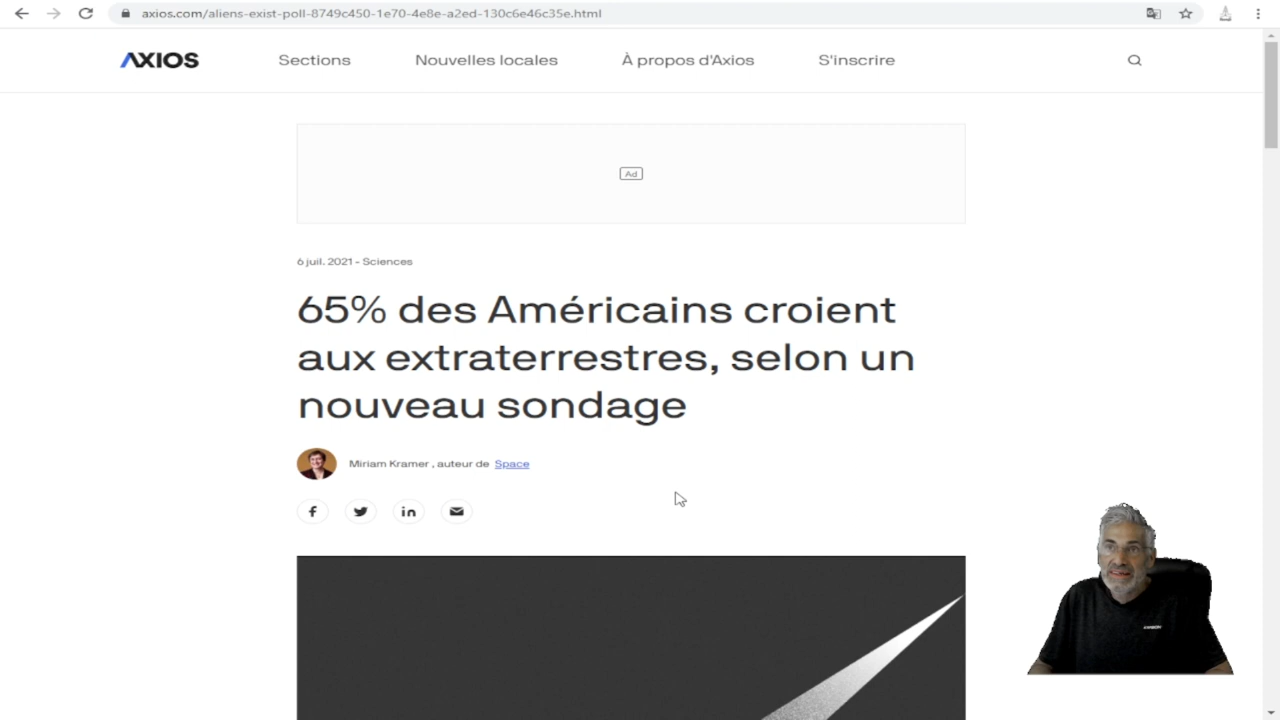 axios.com/aliens-exist-poll-8749c450-1e70-4e8e-a2ed-130c6e46c35e.html
AXIOS
Sections
Nouvelles locales
À propos d'Axios
S'inscrire
Ad
6 juil. 2021 - Sciences
65% des Américains croient
aux extraterrestres, selon un
nouveau sondage
Miriam Kramer , auteur de Space